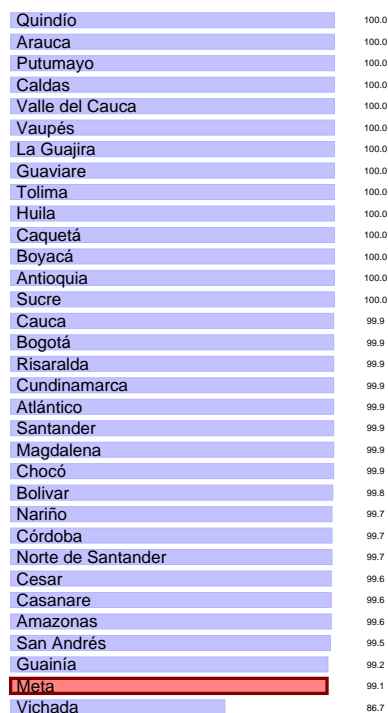 Quindío 100.0
Arauca 100.0
Putumayo 100.0
Caldas 100.0
Valle del Cauca 100.0
Vaupés 100.0
La Guajira 100.0
Guaviare 100.0
Tolima 100.0
Huila 100.0
Caquetá 100.0
Boyacá 100.0
Antioquia 100.0
Sucre 100.0
Cauca 99.9
Bogotá 99.9
Risaralda 99.9
Cundinamarca 99.9
Atlántico 99.9
Santander 99.9
Magdalena 99.9
Chocó 99.9
Bolivar 99.8
Nariño 99.7
Córdoba 99.7
Norte de Santander 99.7
Cesar 99.6
Casanare 99.6
Amazonas 99.6
San Andrés 99.5
Guainía 99.2
Meta 99.1
Vichada 86.7